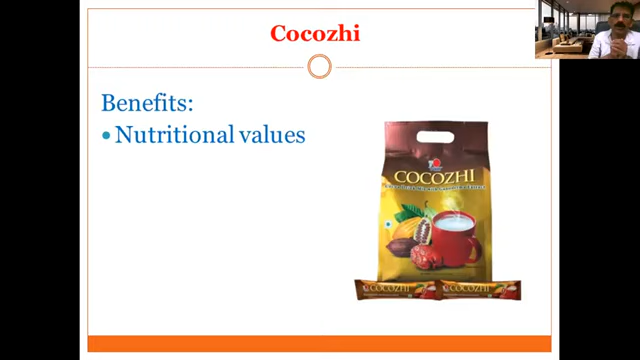 Cocozhi
Benefits:
• Nutritional values
COCOZHI
COCOZHI
COCOZHI